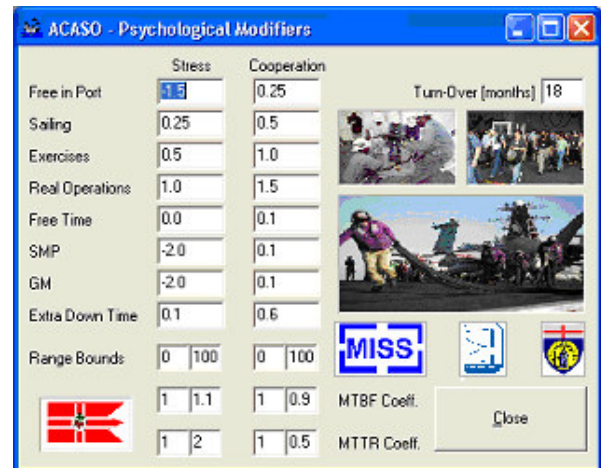 ACASO - Psychological Modifiers
Stress Cooperation
Free in Port -1.5 0.25 Turn-Over [months] 18
Sailing 0.25 0.5
Exercises 0.5 1.0
Real Operations 1.0 1.5
Free Time 0.0 0.1
SMP -2.0 0.1
GM -2.0 0.1
Extra Down Time 0.1 0.6
Range Bounds 0 100 0 100 MISS
1 1.1 1 0.9 MTBF Coeff.
Close
1 2 1 0.5 MTTR Coeff.